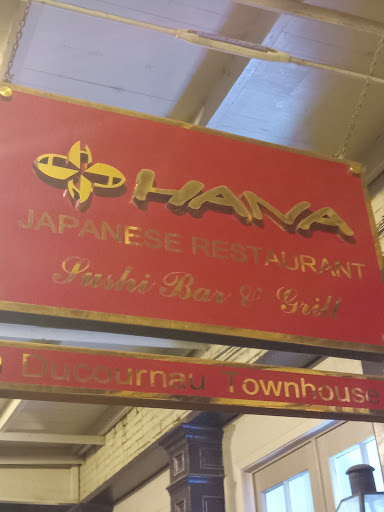 HANA
JAPANESE RESTAURANT
Sushi Bar & Grill
Ducournau Townhouse